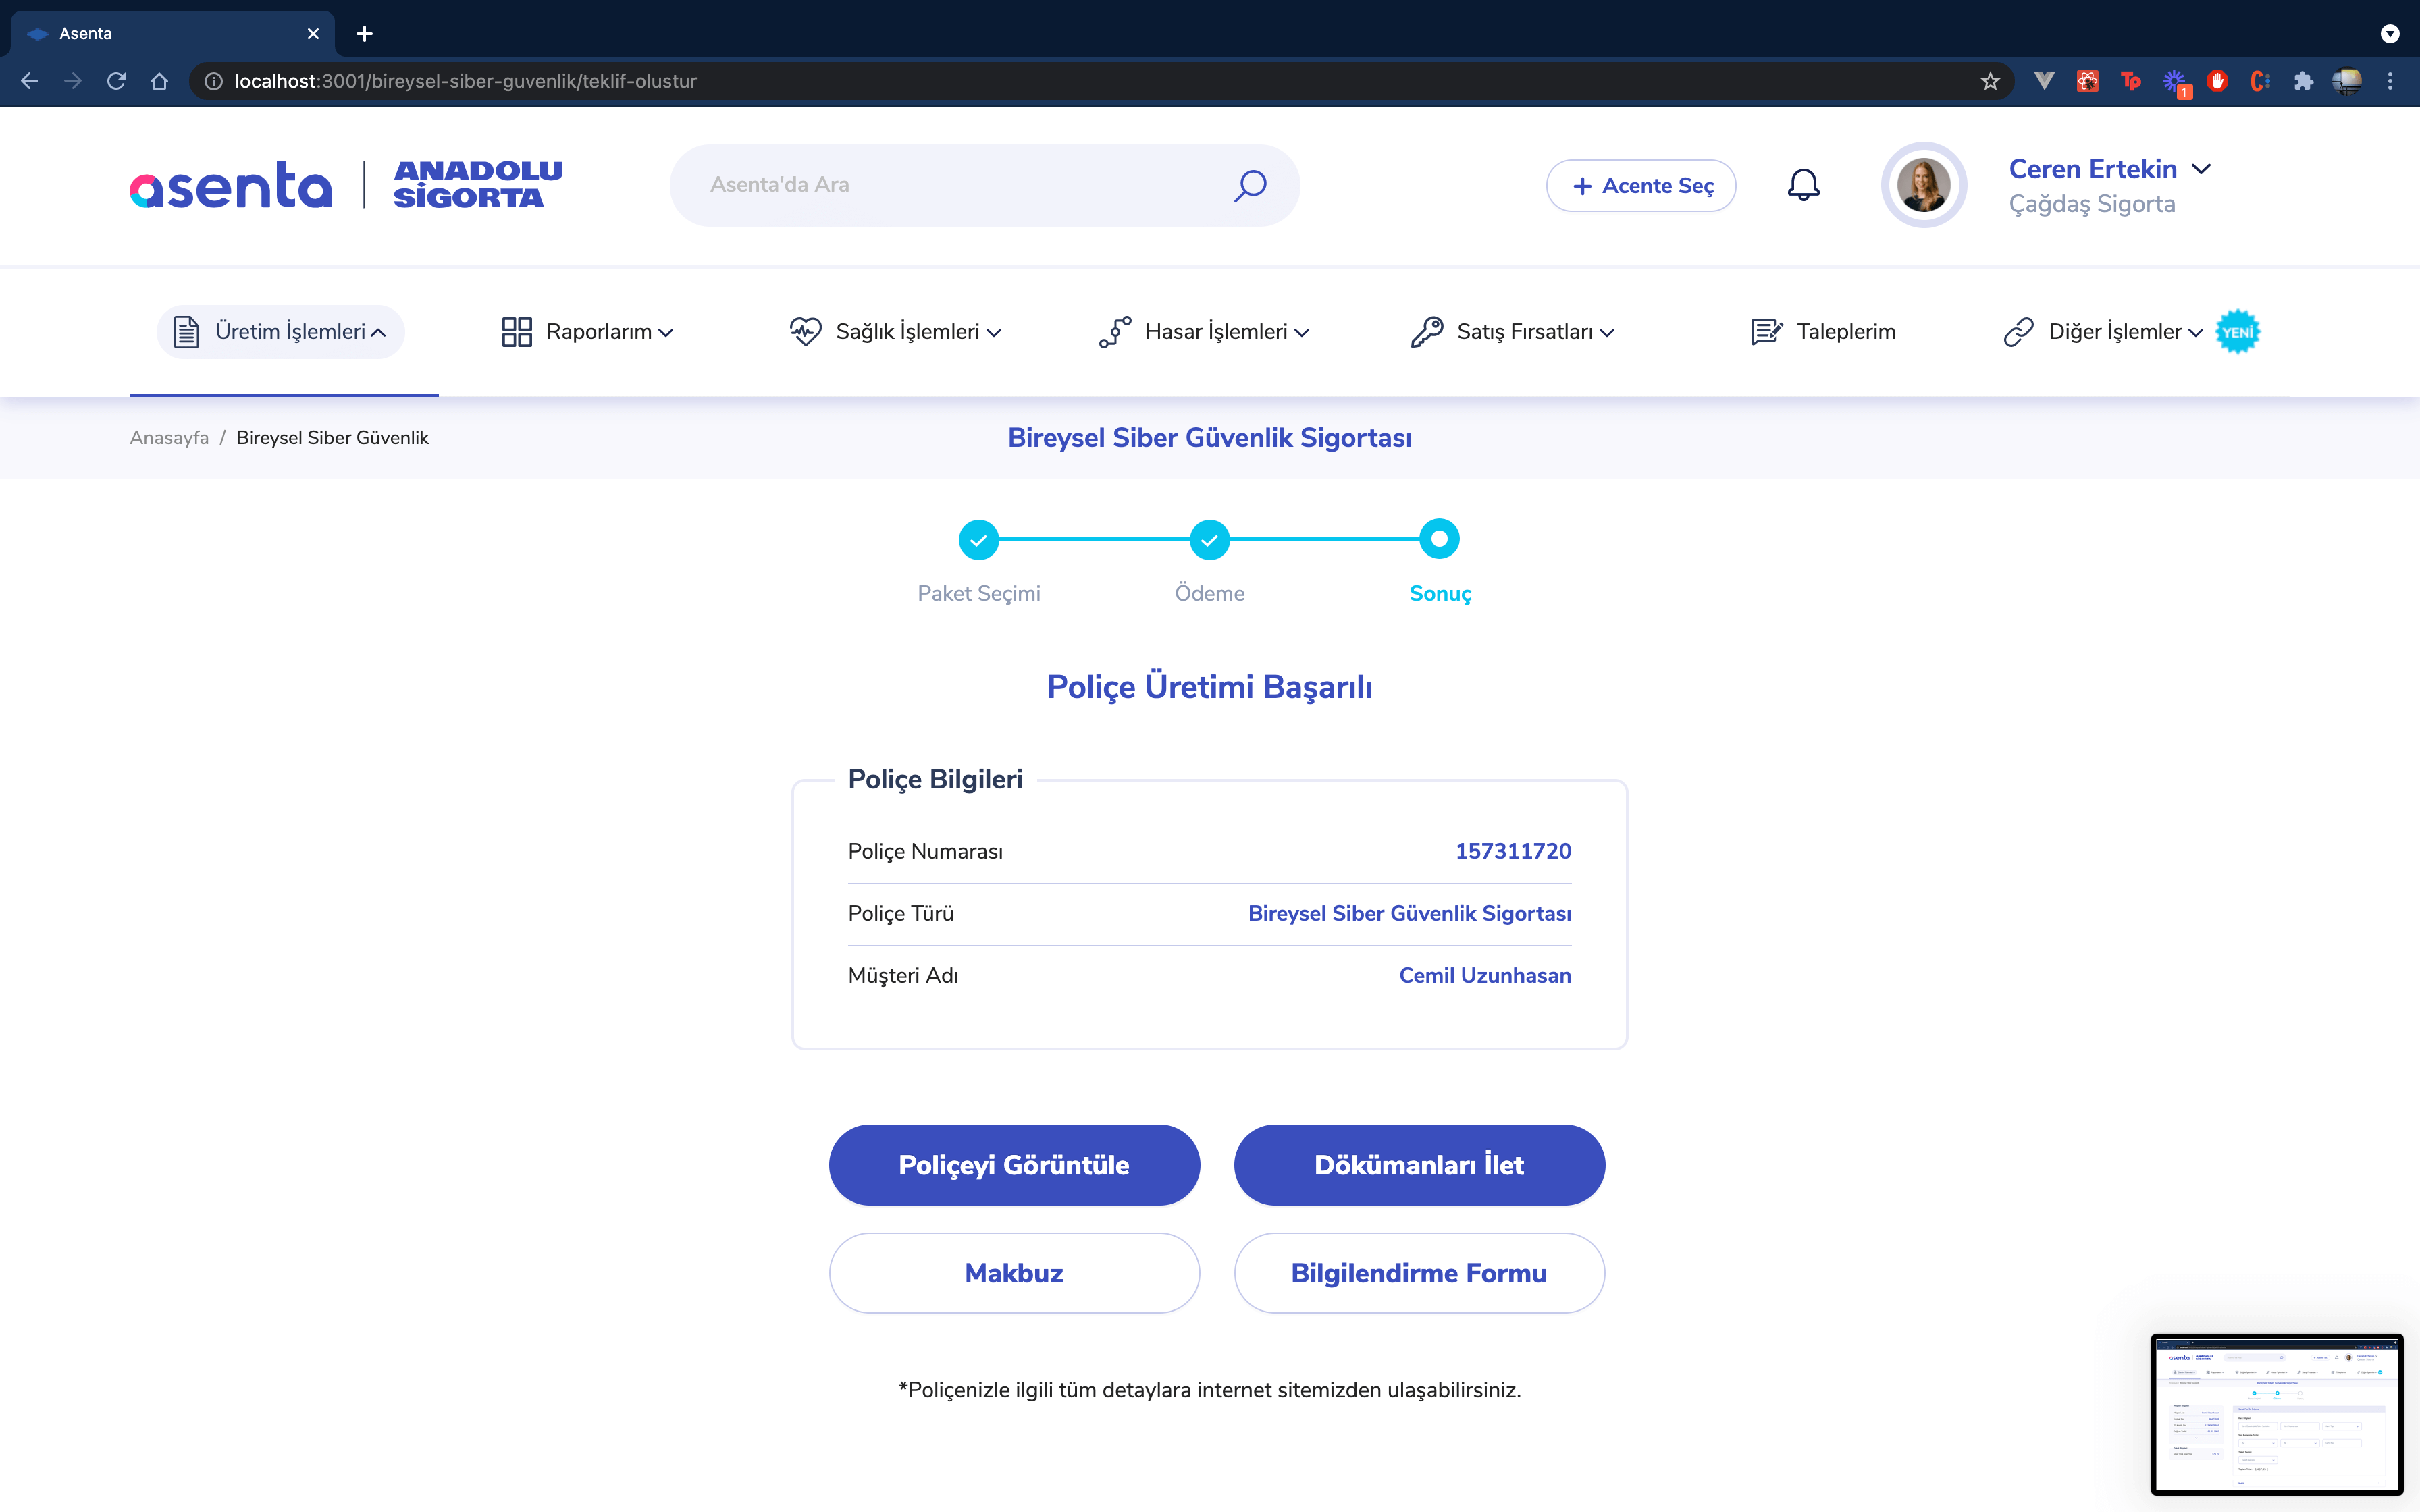 Asenta
localhost:3001/bireysel-siber-guvenlik/teklif-olustur
1
asenta
ANADOLU
SİGORTA
Asenta'da Ara
+ Acente Seç
Ceren Ertekin
Çağdaş Sigorta
Üretim İşlemleri
Raporlarım
Sağlık İşlemleri
Hasar İşlemleri
Satış Fırsatları
Taleplerim
Diğer İşlemler
YENİ
Anasayfa / Bireysel Siber Güvenlik
Bireysel Siber Güvenlik Sigortası
Paket Seçimi
Ödeme
Sonuç
Poliçe Üretimi Başarılı
Poliçe Bilgileri
Poliçe Numarası 157311720
Poliçe Türü Bireysel Siber Güvenlik Sigortası
Müşteri Adı Cemil Uzunhasan
Poliçeyi Görüntüle
Dökümanları İlet
Makbuz
Bilgilendirme Formu
*Poliçenizle ilgili tüm detaylara internet sitemizden ulaşabilirsiniz.
asenta